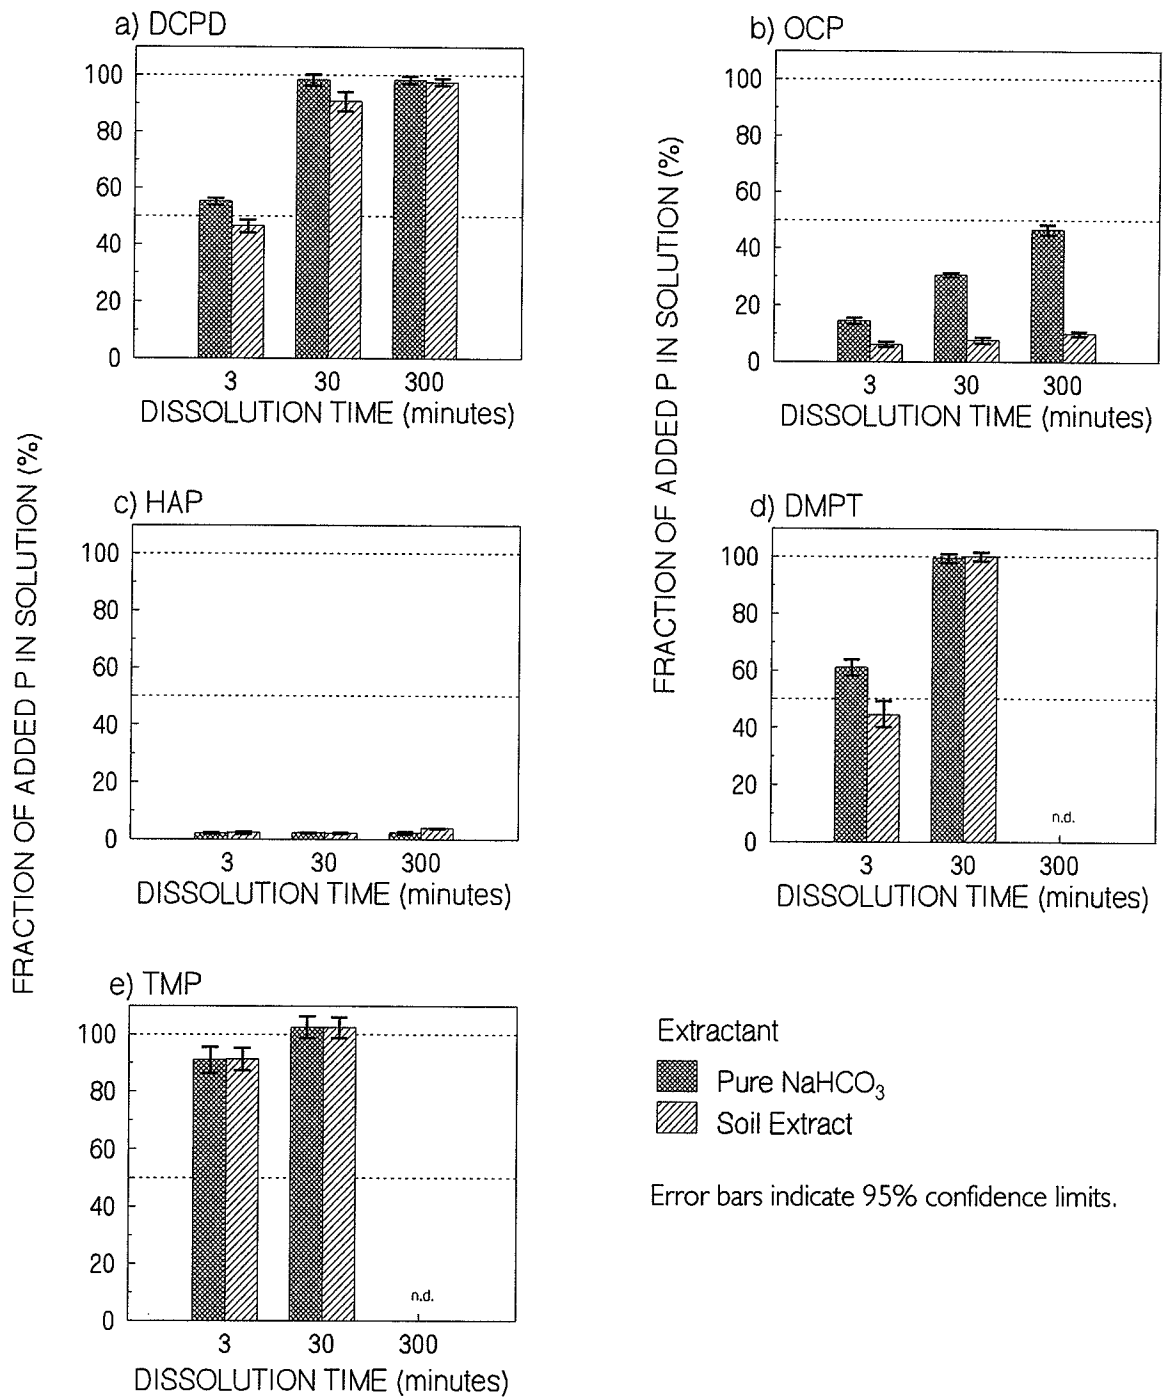 a) DCPD
100
80
60
40
20
0
3 30 300
DISSOLUTION TIME (minutes)
b) OCP
100
80
60
40
20
0
3 30 300
DISSOLUTION TIME (minutes)
FRACTION OF ADDED P IN SOLUTION (%)
FRACTION OF ADDED P IN SOLUTION (%)
c) HAP
100
80
60
40
20
0
3 30 300
DISSOLUTION TIME (minutes)
d) DMPT
100
80
60
40
20
0
n.d.
3 30 300
DISSOLUTION TIME (minutes)
e) TMP
100
80
60
40
20
0
n.d.
3 30 300
DISSOLUTION TIME (minutes)
Extractant
Pure NaHCO₃
Soil Extract
Error bars indicate 95% confidence limits.